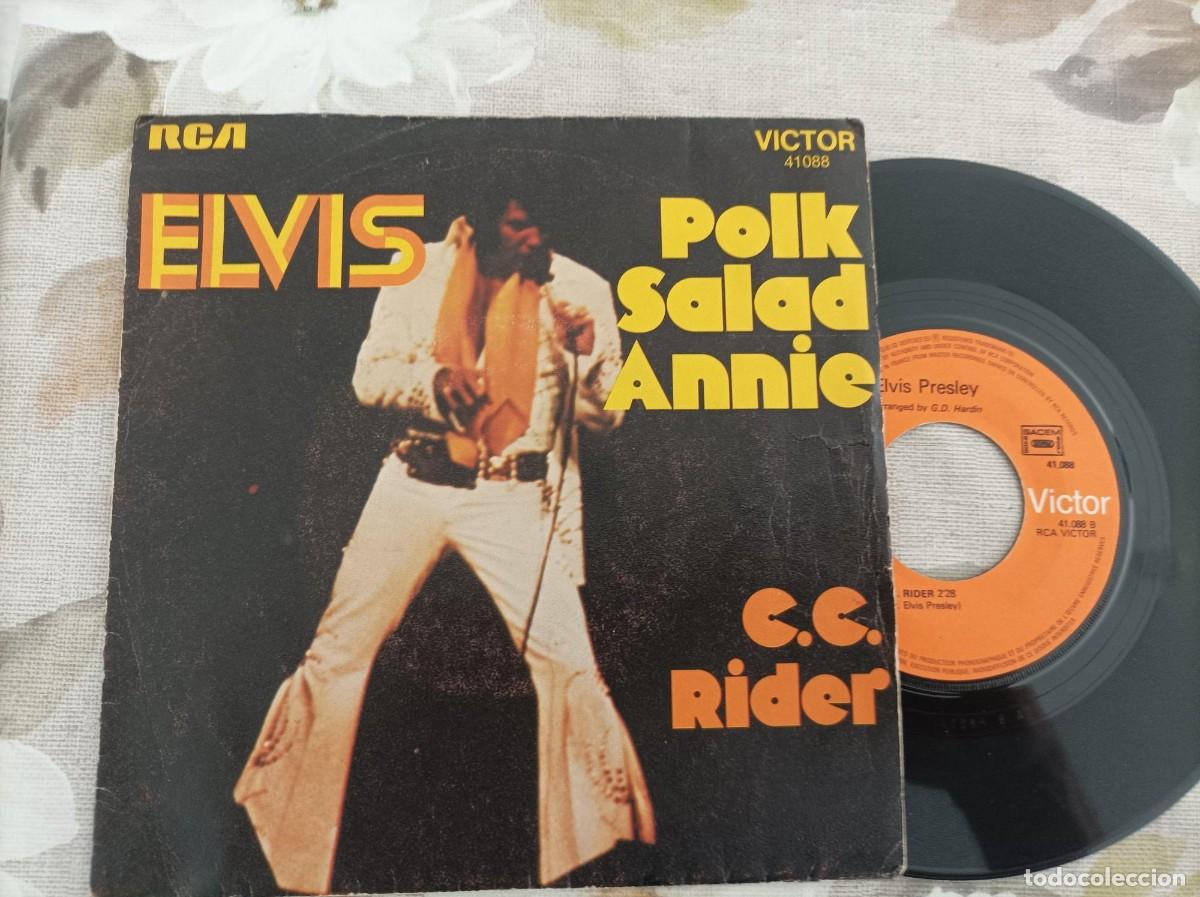 RCA
VICTOR
41088
ELVIS
Polk
Salad
Annie
C.C.
Rider
Elvis Presley
arranged by G.D. Hardin
SACEM
41.088
Victor
41.088 B
RCA VICTOR
RIDER 2'28
Elvis Presley)
todocoleccion